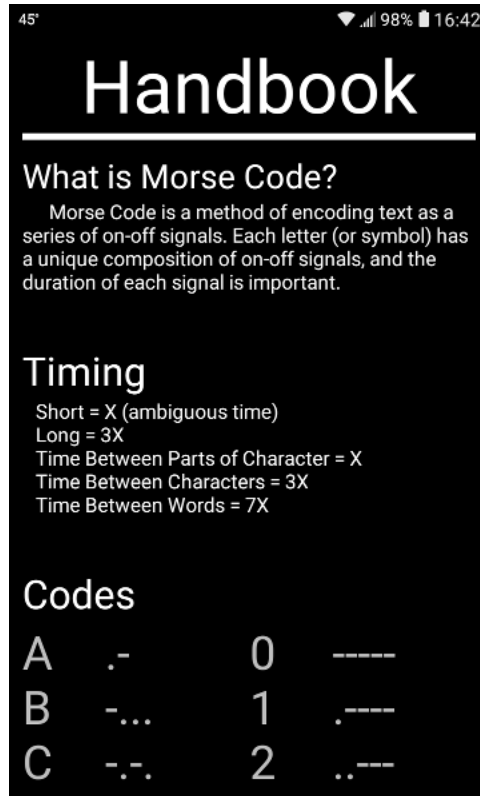 45° 98% 16:42
Handbook
What is Morse Code?
Morse Code is a method of encoding text as a
series of on-off signals. Each letter (or symbol) has
a unique composition of on-off signals, and the
duration of each signal is important.
Timing
Short = X (ambiguous time)
Long = 3X
Time Between Parts of Character = X
Time Between Characters = 3X
Time Between Words = 7X
Codes
A .- 0 -----
B -... 1 .----
C -.-. 2 ..---